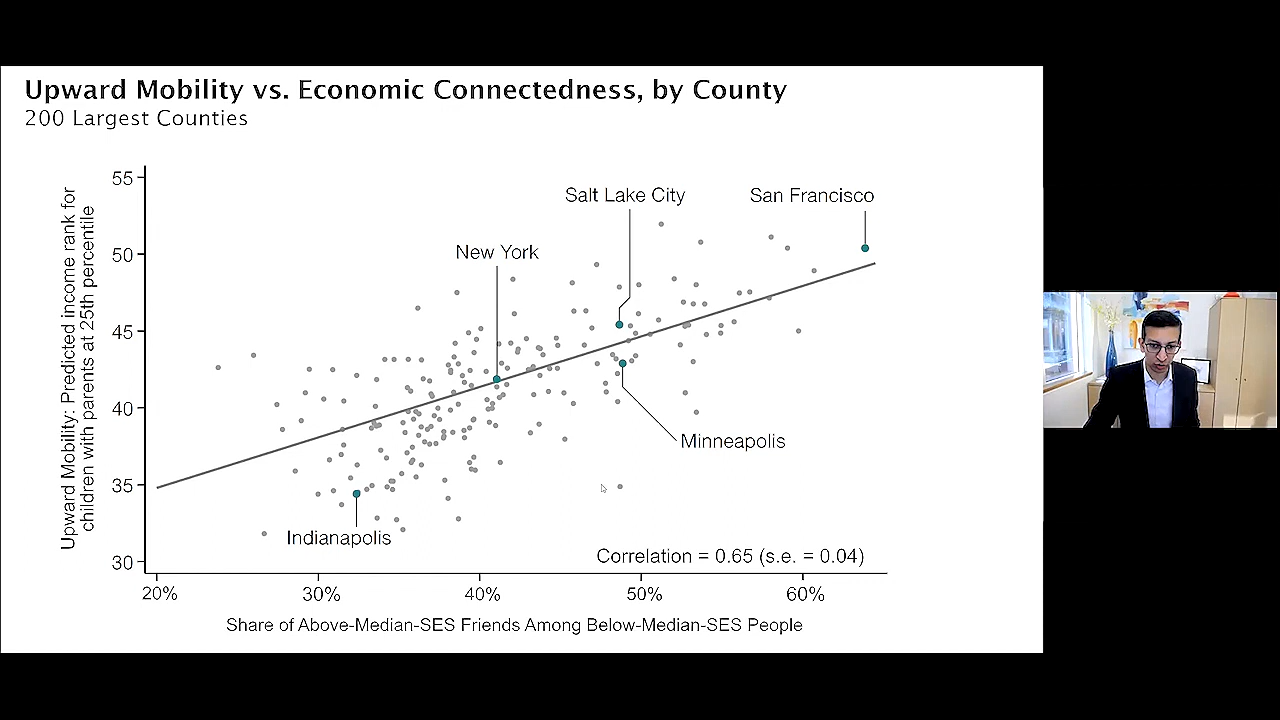 Upward Mobility vs. Economic Connectedness, by County
200 Largest Counties
Upward Mobility: Predicted income rank for
children with parents at 25th percentile
55
50
45
40
35
30
Salt Lake City
San Francisco
New York
Minneapolis
Indianapolis
Correlation = 0.65 (s.e. = 0.04)
20%
30%
40%
50%
60%
Share of Above-Median-SES Friends Among Below-Median-SES People